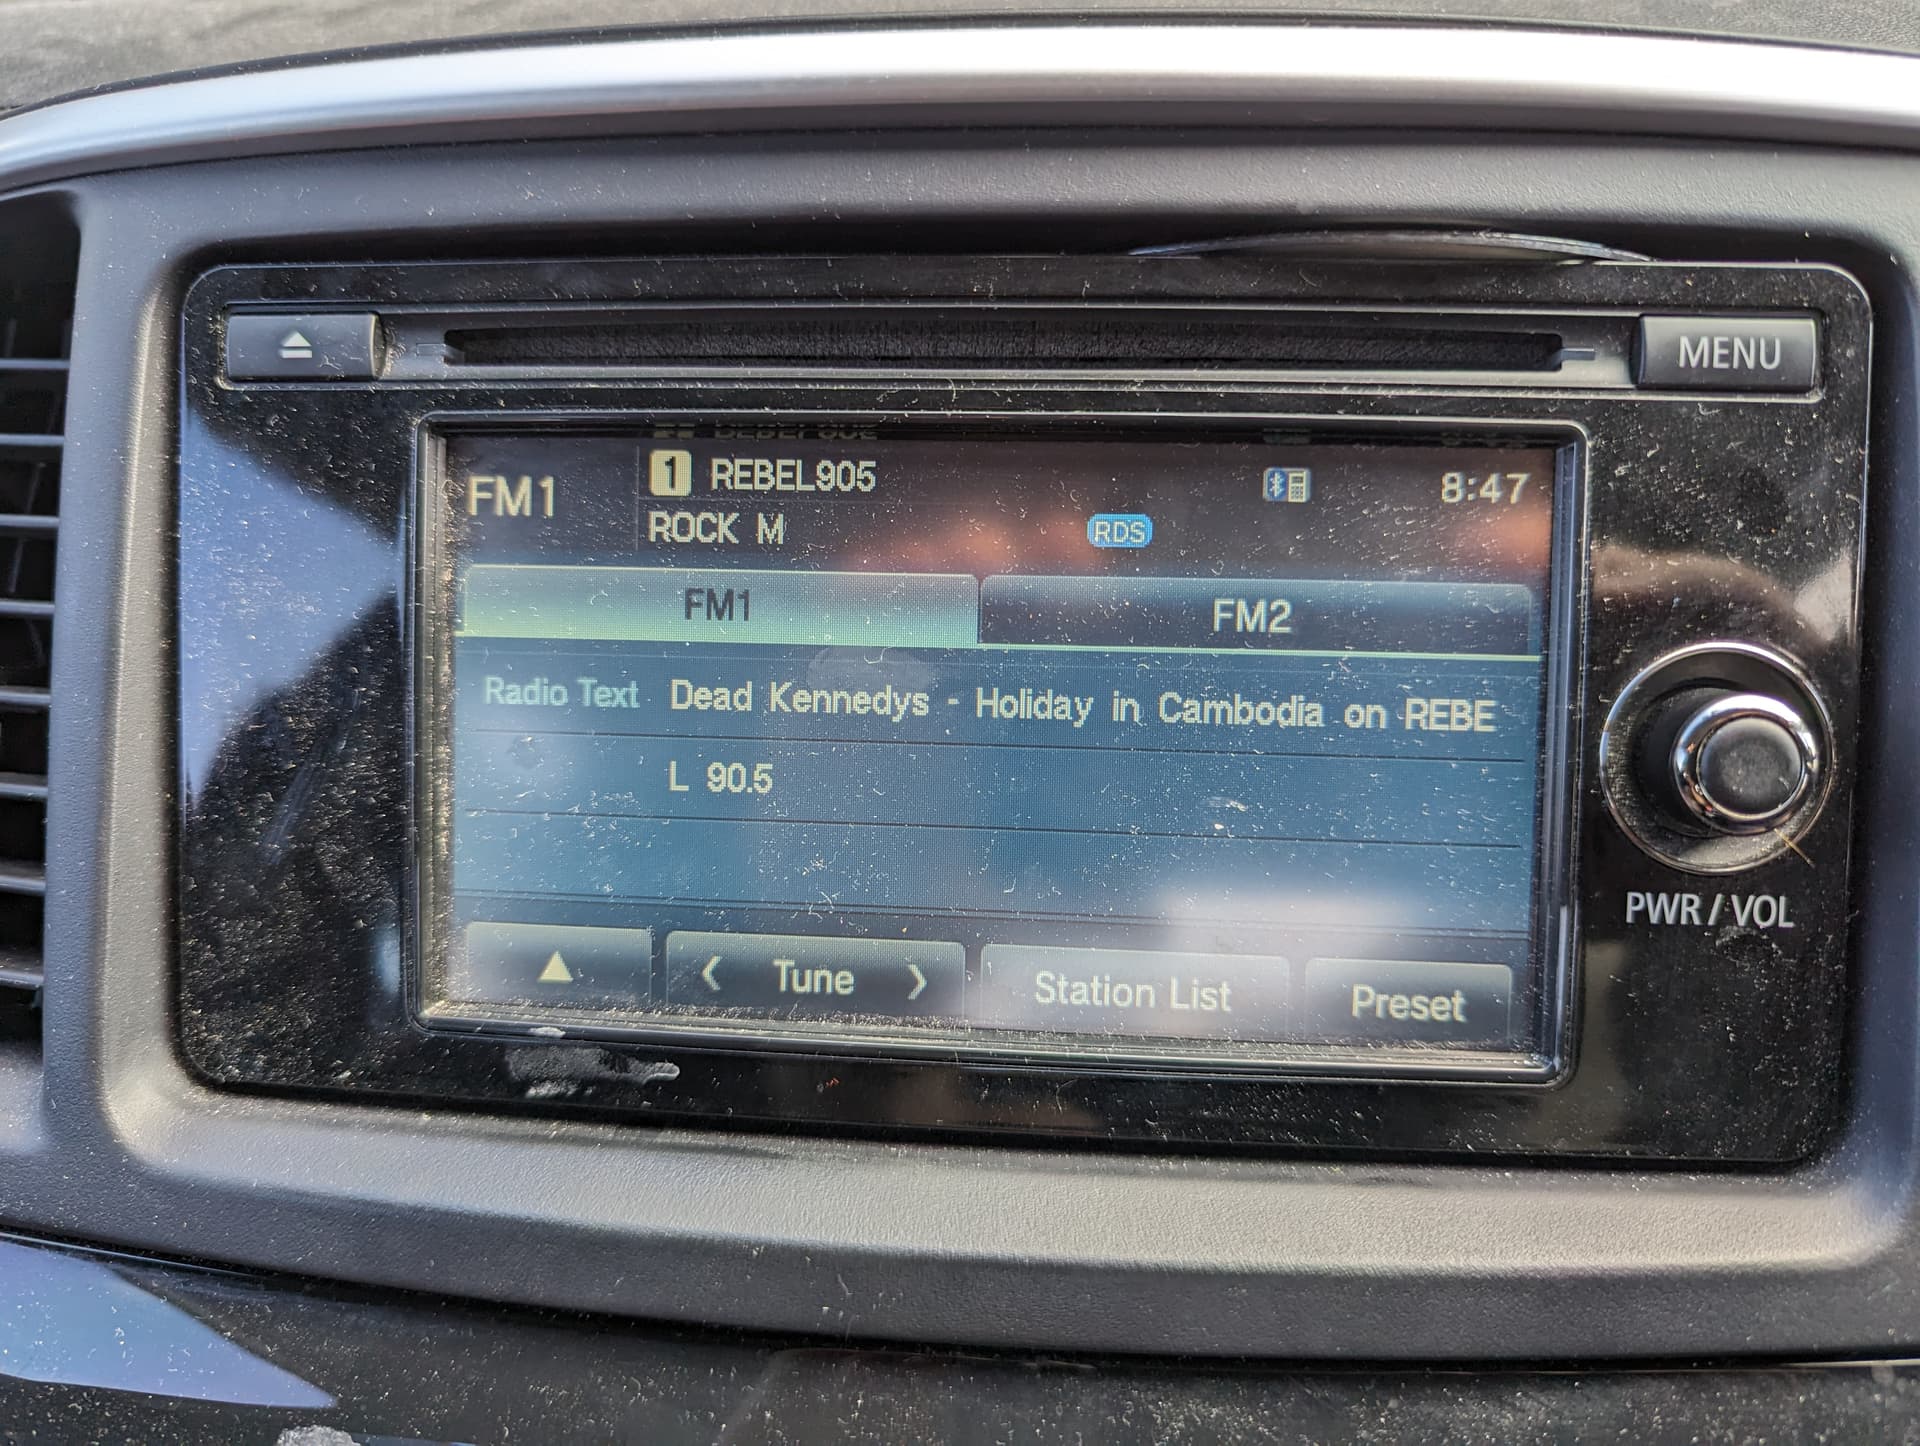 MENU
FM1
1 REBEL905
8:47
ROCK M
RDS
FM1
FM2
Radio Text Dead Kennedys - Holiday in Cambodia on REBE
L 90.5
Tune
Station List
Preset
PWR / VOL